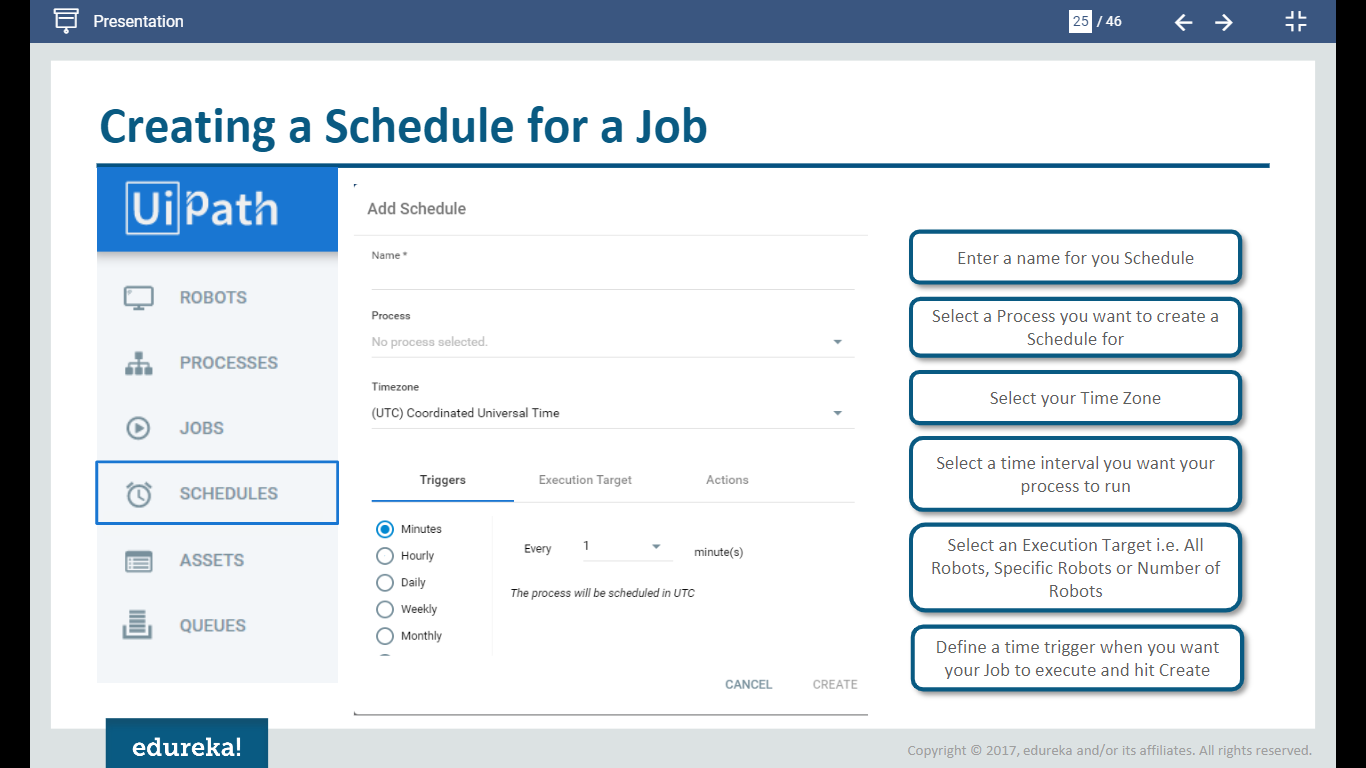 Presentation
25 / 46
Creating a Schedule for a Job
UiPath
ROBOTS
PROCESSES
JOBS
SCHEDULES
ASSETS
QUEUES
Add Schedule
Name *
Process
No process selected.
Timezone
(UTC) Coordinated Universal Time
Triggers Execution Target Actions
Minutes
Hourly
Daily
Weekly
Monthly
Every 1 minute(s)
The process will be scheduled in UTC
CANCEL CREATE
Enter a name for you Schedule
Select a Process you want to create a
Schedule for
Select your Time Zone
Select a time interval you want your
process to run
Select an Execution Target i.e. All
Robots, Specific Robots or Number of
Robots
Define a time trigger when you want
your Job to execute and hit Create
edureka!
Copyright © 2017, edureka and/or its affiliates. All rights reserved.